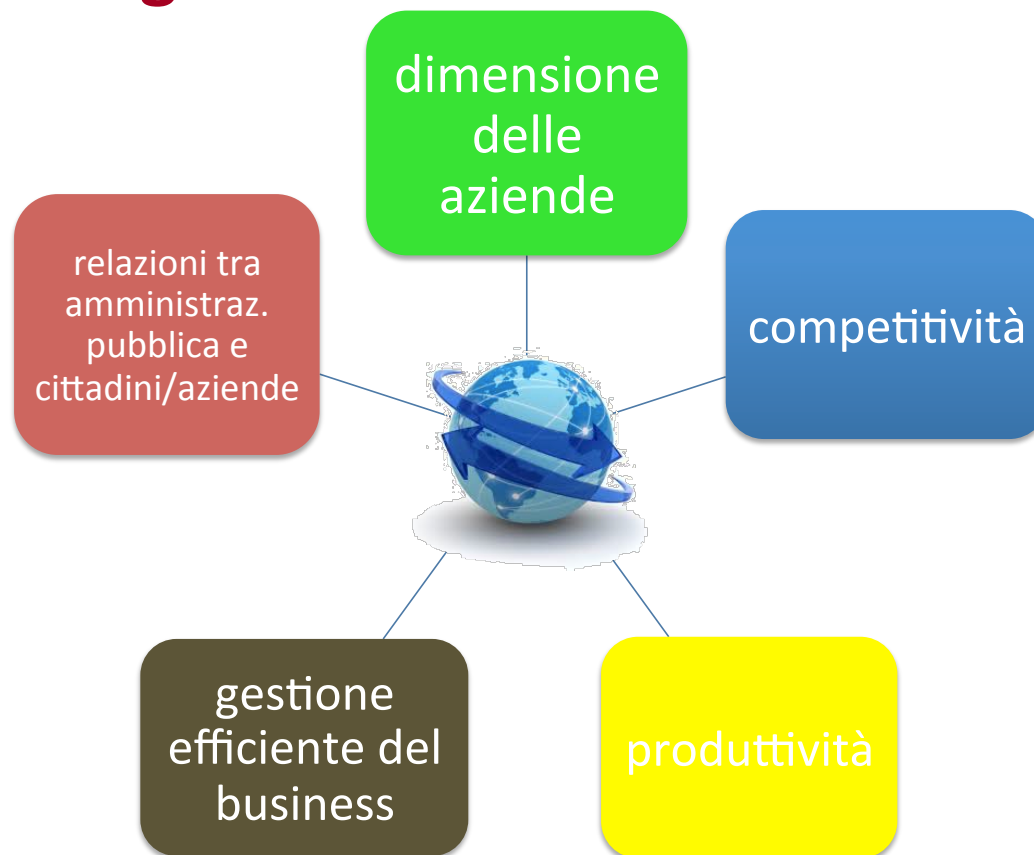 dimensione
delle
aziende
relazioni tra
amministraz.
pubblica e
cittadini/aziende
competitività
gestione
efficiente del
business
produttività